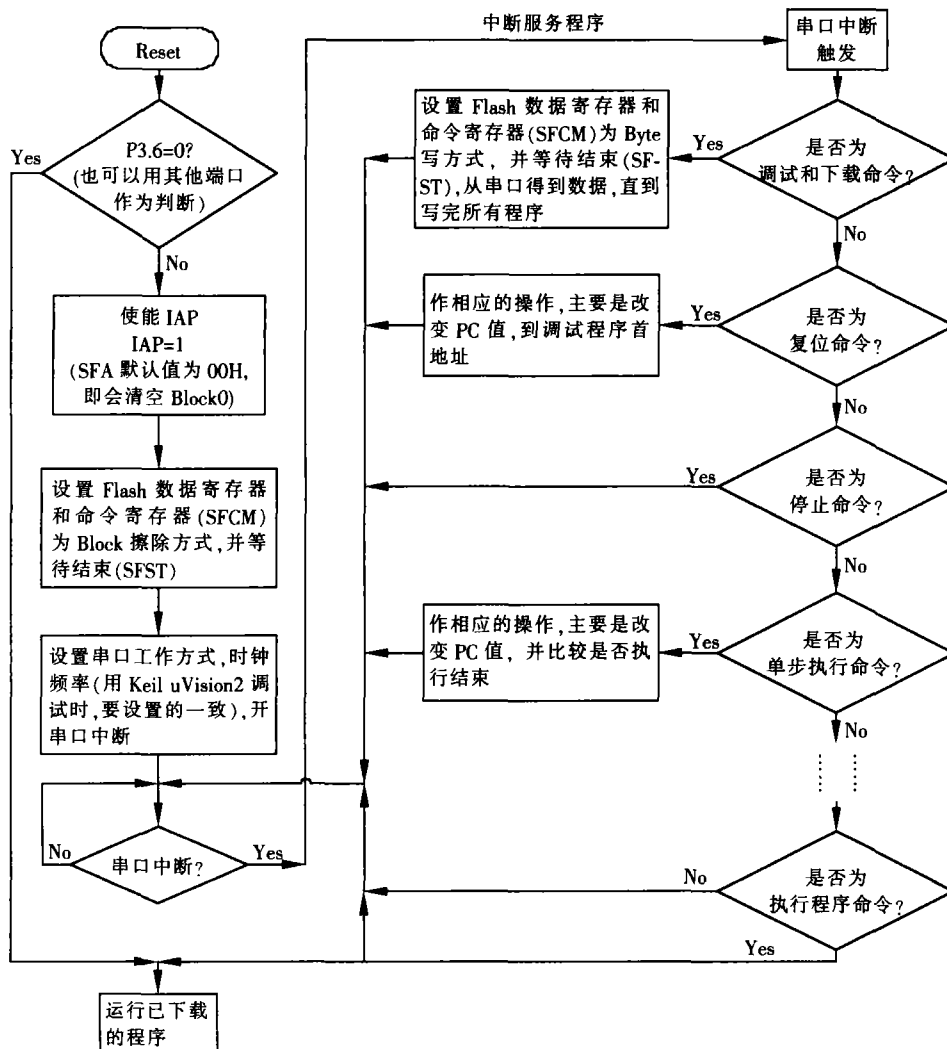 Reset
Yes
P3.6=0?
(也可以用其他端口
作为判断)
No
使能 IAP
IAP=1
(SFA 默认值为 00H,
即会清空 Block0)
设置 Flash 数据寄存器
和命令寄存器(SFCM)
为 Block 擦除方式,并等
待结束(SFST)
设置串口工作方式,时钟
频率(用 Keil uVision2 调
试时,要设置的一致),开
串口中断
No
串口中断?
Yes
运行已下载
的程序
中断服务程序
串口中断
触发
是否为
调试和下载命令?
Yes
设置 Flash 数据寄存器和
命令寄存器(SFCM)为 Byte
写方式, 并等待结束(SF-
ST),从串口得到数据,直到
写完所有程序
No
是否为
复位命令?
Yes
作相应的操作,主要是改
变 PC 值,到调试程序首
地址
No
是否为
停止命令?
Yes
No
是否为
单步执行命令?
Yes
作相应的操作,主要是改
变 PC 值, 并比较是否执
行结束
No
是否为
执行程序命令?
No
Yes